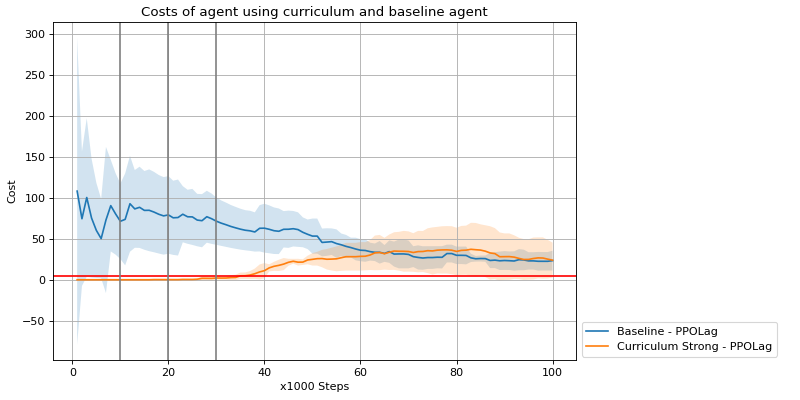 Costs of agent using curriculum and baseline agent
300
250
200
150
100
50
0
−50
Cost
0
20
40
60
80
100
x1000 Steps
Baseline - PPOLag
Curriculum Strong - PPOLag